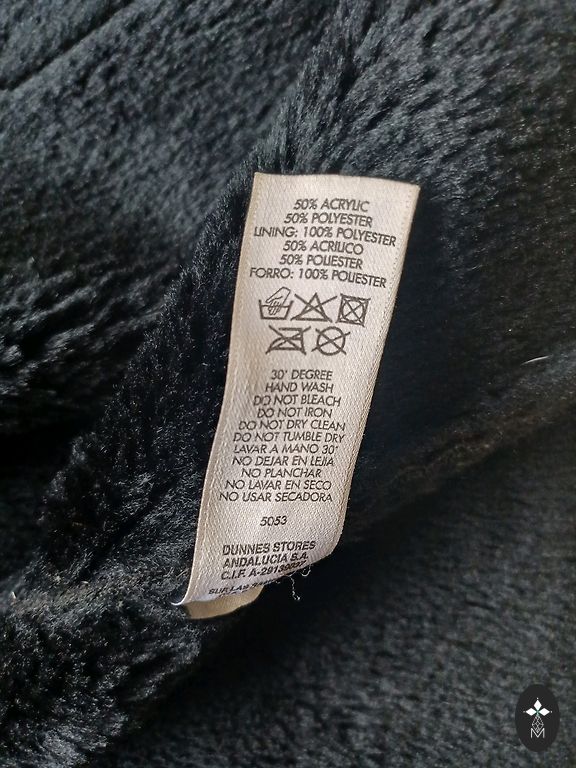 50% ACRYLIC
50% POLYESTER
LINING: 100% POLYESTER
50% ACRILICO
50% POLIESTER
FORRO: 100% POLIESTER
30° DEGREE
HAND WASH
DO NOT BLEACH
DO NOT IRON
DO NOT DRY CLEAN
DO NOT TUMBLE DRY
LAVAR A MANO 30°
NO DEJAR EN LEJIA
NO PLANCHAR
NO LAVAR EN SECO
NO USAR SECADORA
5053
DUNNES STORES
ANDALUCIA S.A.
C.I.F. A-29139097
M